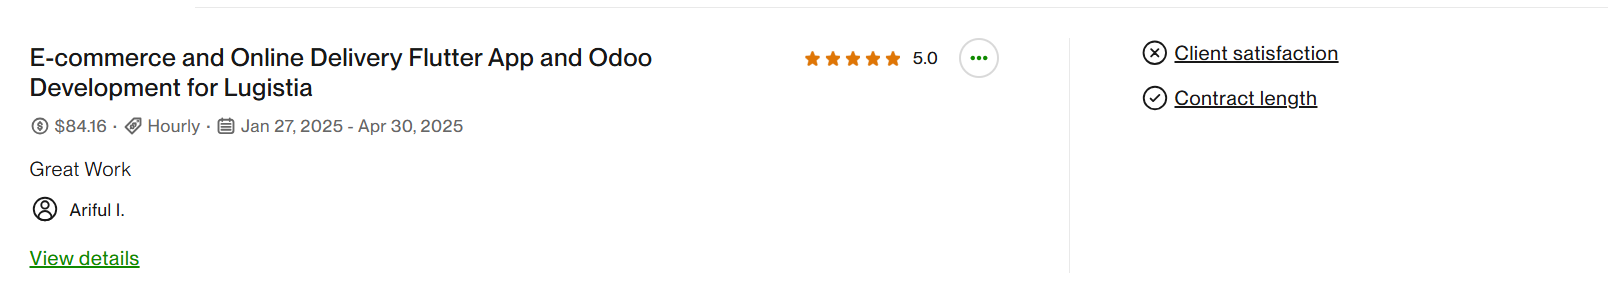 E-commerce and Online Delivery Flutter App and Odoo
Development for Lugistia
$84.16 · Hourly · Jan 27, 2025 - Apr 30, 2025
Great Work
Ariful I.
View details
5.0
Client satisfaction
Contract length